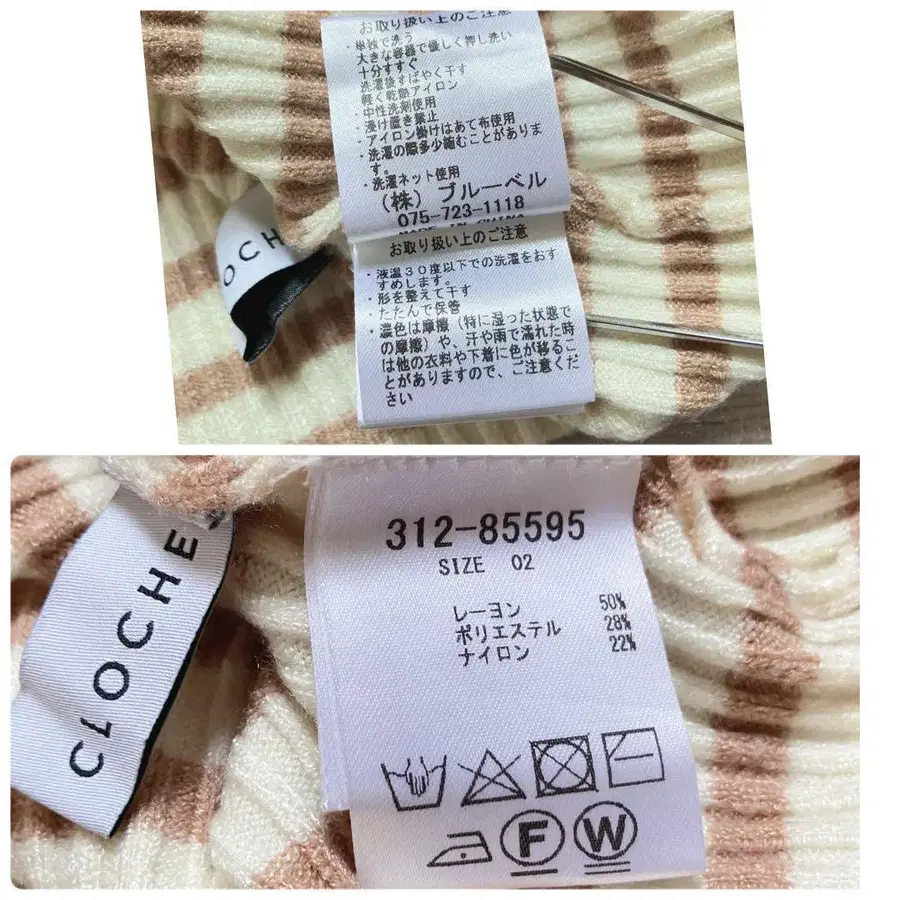 お取り扱い上のご注意
・単独で洗う
大きな容器で優しく押し洗い
十分すすぐ
洗濯後すばやく干す
軽く乾熱アイロン
・中性洗剤使用
・浸け置き禁止
・アイロン掛けはあて布使用
・洗濯の際多少縮むことがありま
す。
・洗濯ネット使用
(株) ブルーベル
075-723-1118
MADE IN CHINA
お取り扱い上のご注意
・液温30度以下での洗濯をおす
すめします。
・形を整えて干す
・たたんで保管
・濃色は摩擦(特に湿った状態で
の摩擦)や、汗や雨で濡れた時
は他の衣料や下着に色が移るこ
とがありますので、ご注意くだ
さい
CLOCHE
312-85595
SIZE 02
レーヨン 50%
ポリエステル 28%
ナイロン 22%
F W